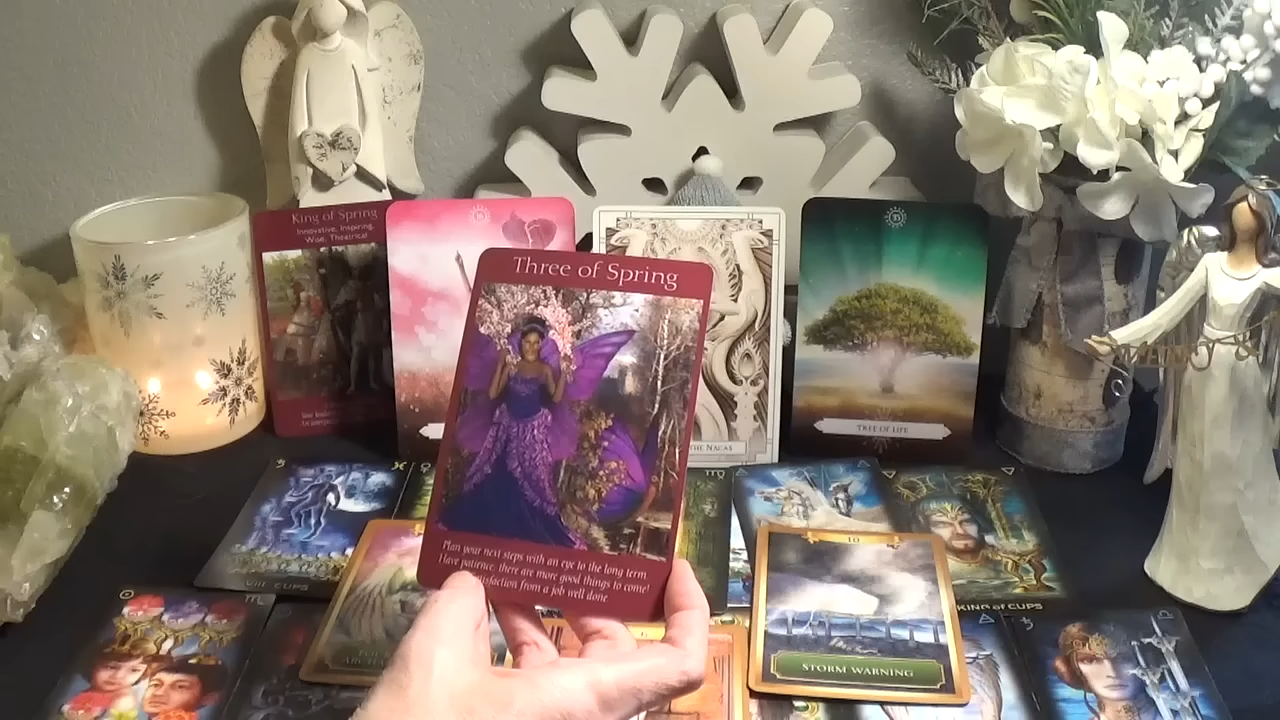 King of Spring
Innovative, Inspiring,
Wise, Theatrical
16
35
Three of Spring
Plan your next steps with an eye to the long term
Have patience, there are more good things to come!
satisfaction from a job well done
THE NAGAS
TREE OF LIFE
VIII CUPS
KING of CUPS
10
STORM WARNING